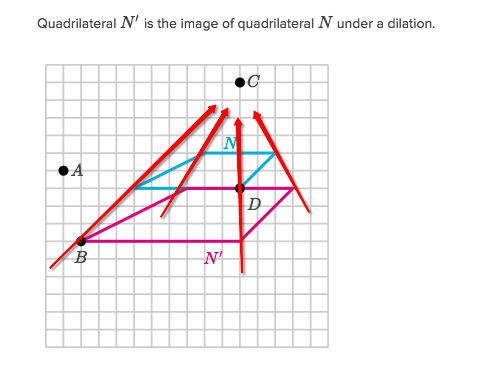 Quadrilateral N′ is the image of quadrilateral N under a dilation.
C
N
A
D
B
N′